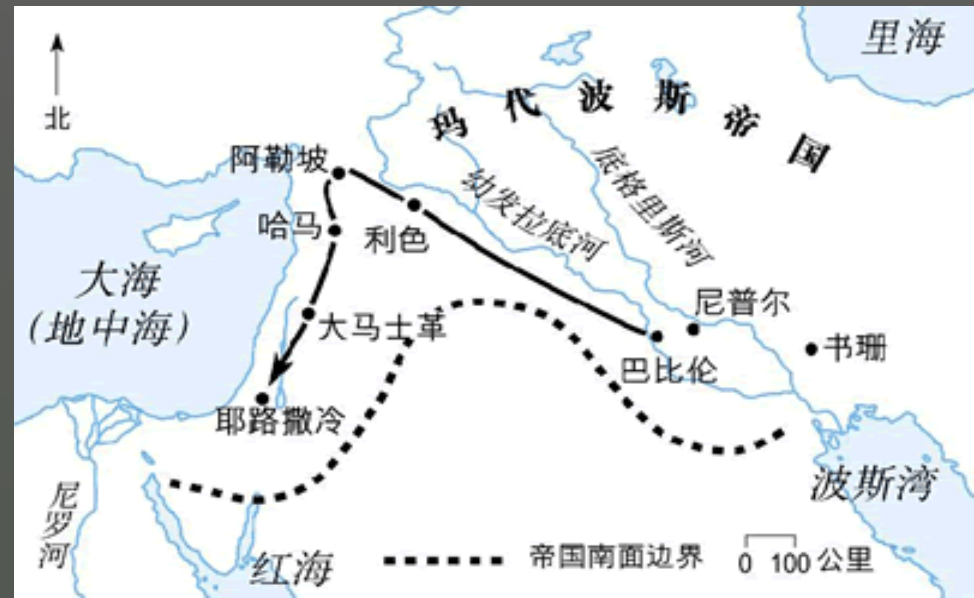 里海
北
玛代波斯帝国
阿勒坡
底格里斯河
幼发拉底河
哈马
利色
大海
(地中海)
尼普尔
大马士革
书珊
巴比伦
耶路撒冷
波斯湾
尼罗河
红海
帝国南面边界
0 100 公里